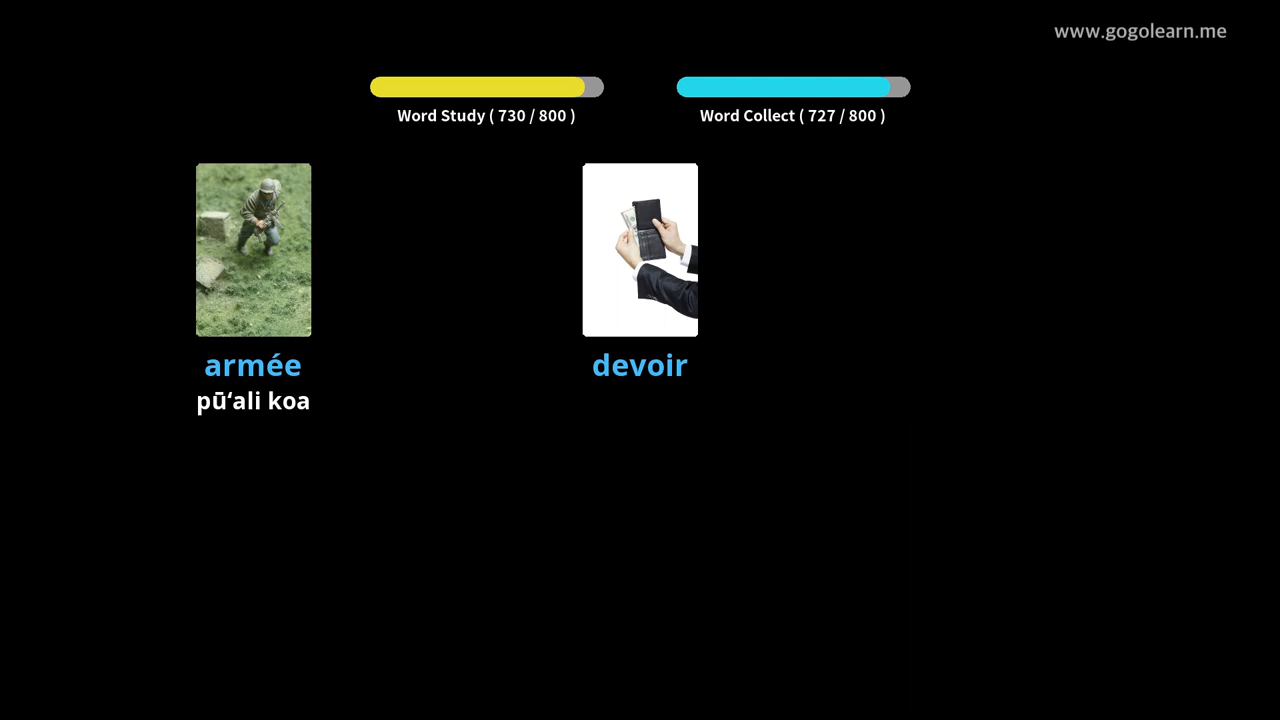 www.gogolearn.me
Word Study ( 730 / 800 )
Word Collect ( 727 / 800 )
armée
pūʻali koa
devoir